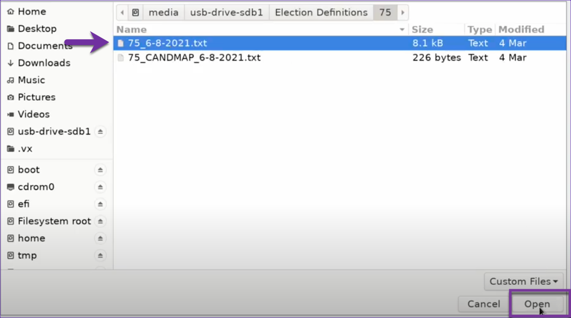 Home
Desktop
Documents
Downloads
Music
Pictures
Videos
usb-drive-sdb1
.vx
boot
cdrom0
efi
Filesystem root
home
tmp
media usb-drive-sdb1 Election Definitions 75
Name Size Type Modified
75_6-8-2021.txt 8.1 kB Text 4 Mar
75_CANDMAP_6-8-2021.txt 226 bytes Text 4 Mar
Custom Files
Cancel Open